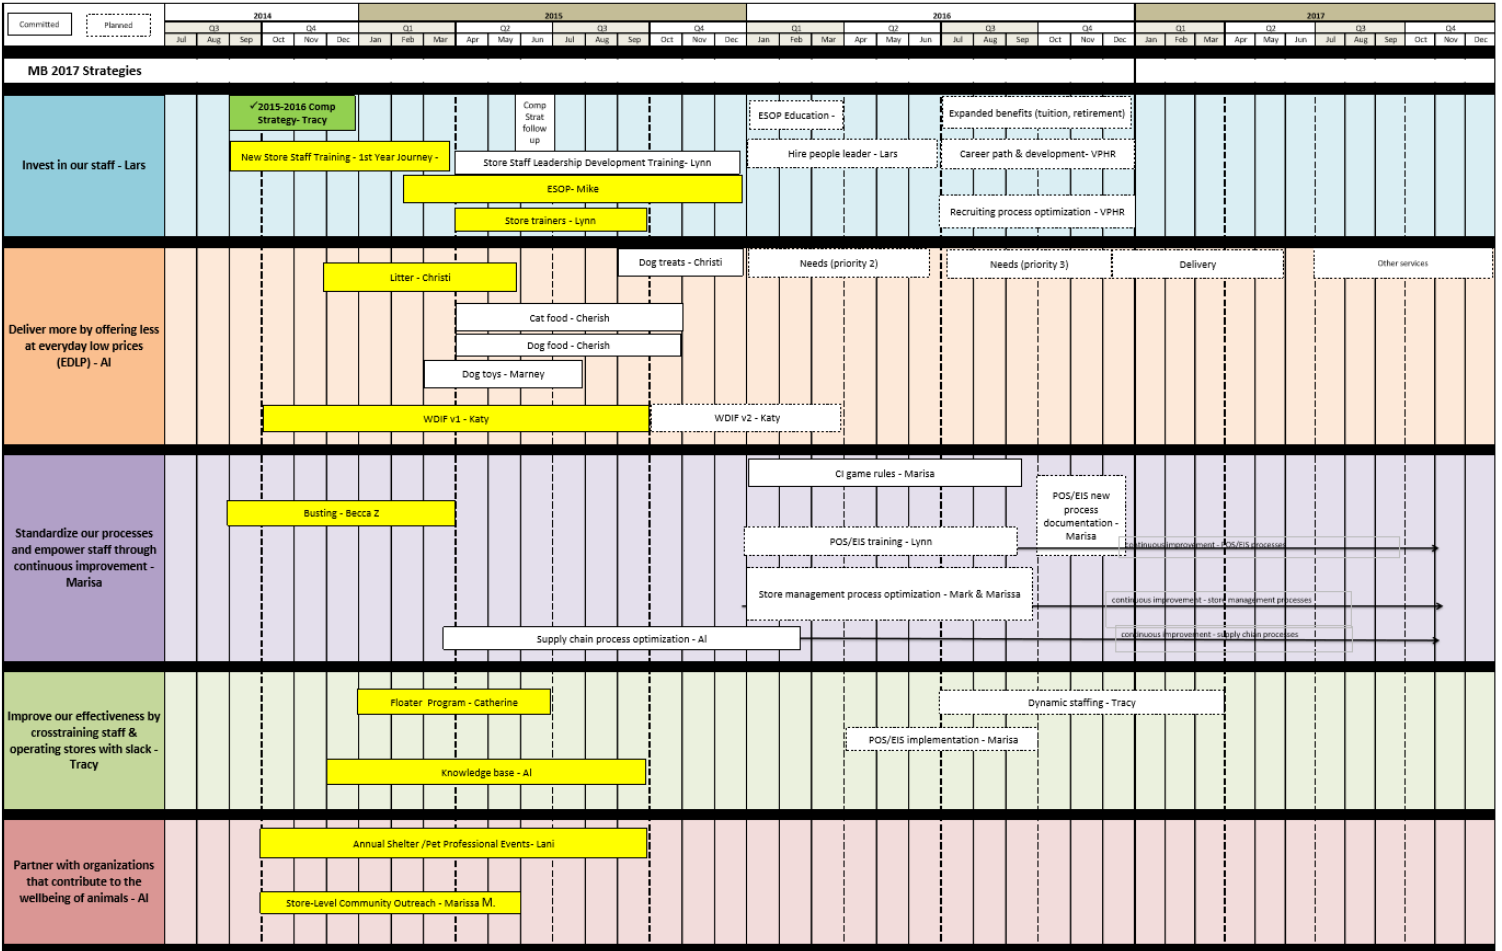 Committed
Planned
2014
2015
2016
2017
Q3
Q4
Q1
Q2
Q3
Q4
Q1
Q2
Q3
Q4
Q1
Q2
Q3
Q4
Jul
Aug
Sep
Oct
Nov
Dec
Jan
Feb
Mar
Apr
May
Jun
Jul
Aug
Sep
Oct
Nov
Dec
Jan
Feb
Mar
Apr
May
Jun
Jul
Aug
Sep
Oct
Nov
Dec
Jan
Feb
Mar
Apr
May
Jun
Jul
Aug
Sep
Oct
Nov
Dec
MB 2017 Strategies
Invest in our staff - Lars
✓2015-2016 Comp
Strategy- Tracy
Comp
Strat
follow
up
ESOP Education -
Expanded benefits (tuition, retirement)
New Store Staff Training - 1st Year Journey -
Store Staff Leadership Development Training- Lynn
Hire people leader - Lars
Career path & development- VPHR
ESOP- Mike
Store trainers - Lynn
Recruiting process optimization - VPHR
Deliver more by offering less
at everyday low prices
(EDLP) - Al
Dog treats - Christi
Needs (priority 2)
Needs (priority 3)
Delivery
Other services
Litter - Christi
Cat food - Cherish
Dog food - Cherish
Dog toys - Marney
WDIF v1 - Katy
WDIF v2 - Katy
Standardize our processes
and empower staff through
continuous improvement -
Marisa
CI game rules - Marisa
POS/EIS new
process
documentation -
Marisa
Busting - Becca Z
POS/EIS training - Lynn
continuous improvement - POS/EIS processes
Store management process optimization - Mark & Marissa
continuous improvement - store management processes
Supply chain process optimization - Al
continuous improvement - supply chian processes
Improve our effectiveness by
crosstraining staff &
operating stores with slack -
Tracy
Floater Program - Catherine
Dynamic staffing - Tracy
POS/EIS implementation - Marisa
Knowledge base - Al
Partner with organizations
that contribute to the
wellbeing of animals - Al
Annual Shelter /Pet Professional Events- Lani
Store-Level Community Outreach - Marissa M.